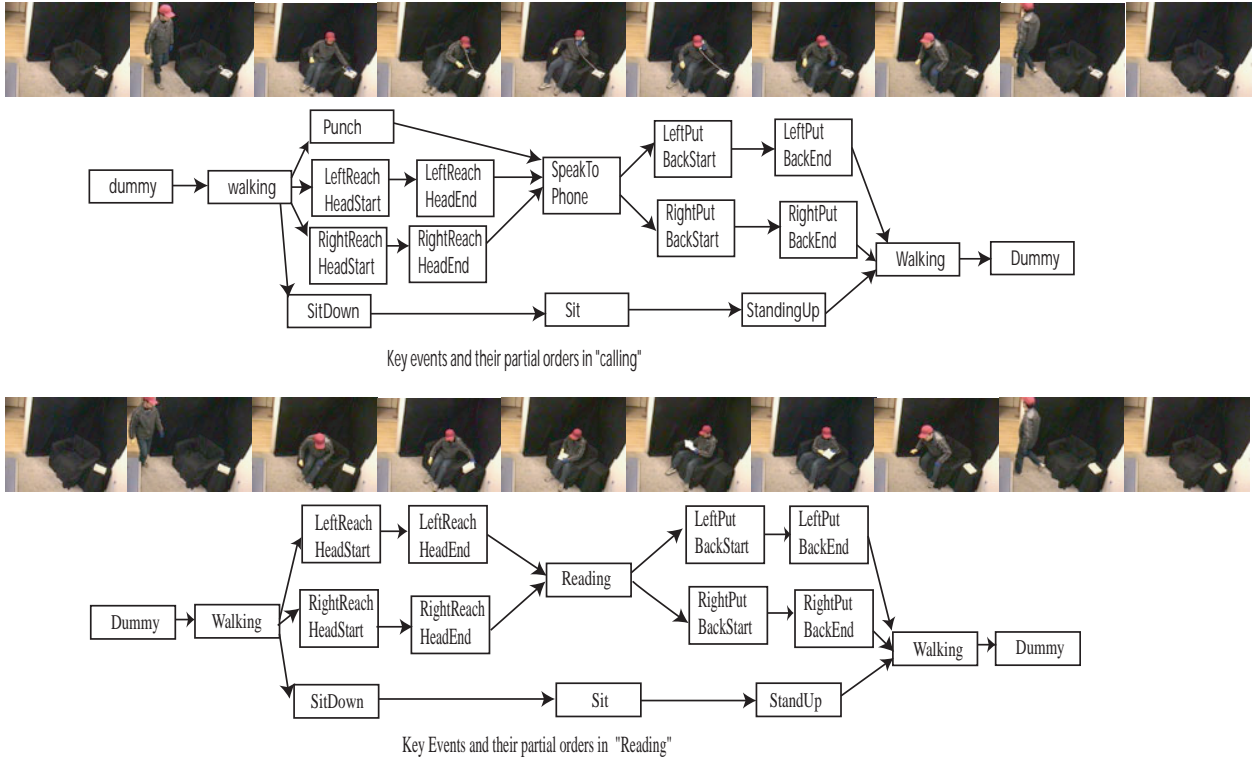 Punch
LeftPut
BackStart
LeftPut
BackEnd
LeftReach
HeadStart
LeftReach
HeadEnd
SpeakTo
Phone
dummy
walking
RightReach
HeadStart
RightReach
HeadEnd
RightPut
BackStart
RightPut
BackEnd
Walking
Dummy
SitDown
Sit
StandingUp
Key events and their partial orders in "calling"
LeftReach
HeadStart
LeftReach
HeadEnd
LeftPut
BackStart
LeftPut
BackEnd
Reading
Dummy
Walking
RightReach
HeadStart
RightReach
HeadEnd
RightPut
BackStart
RightPut
BackEnd
Walking
Dummy
SitDown
Sit
StandUp
Key Events and their partial orders in "Reading"